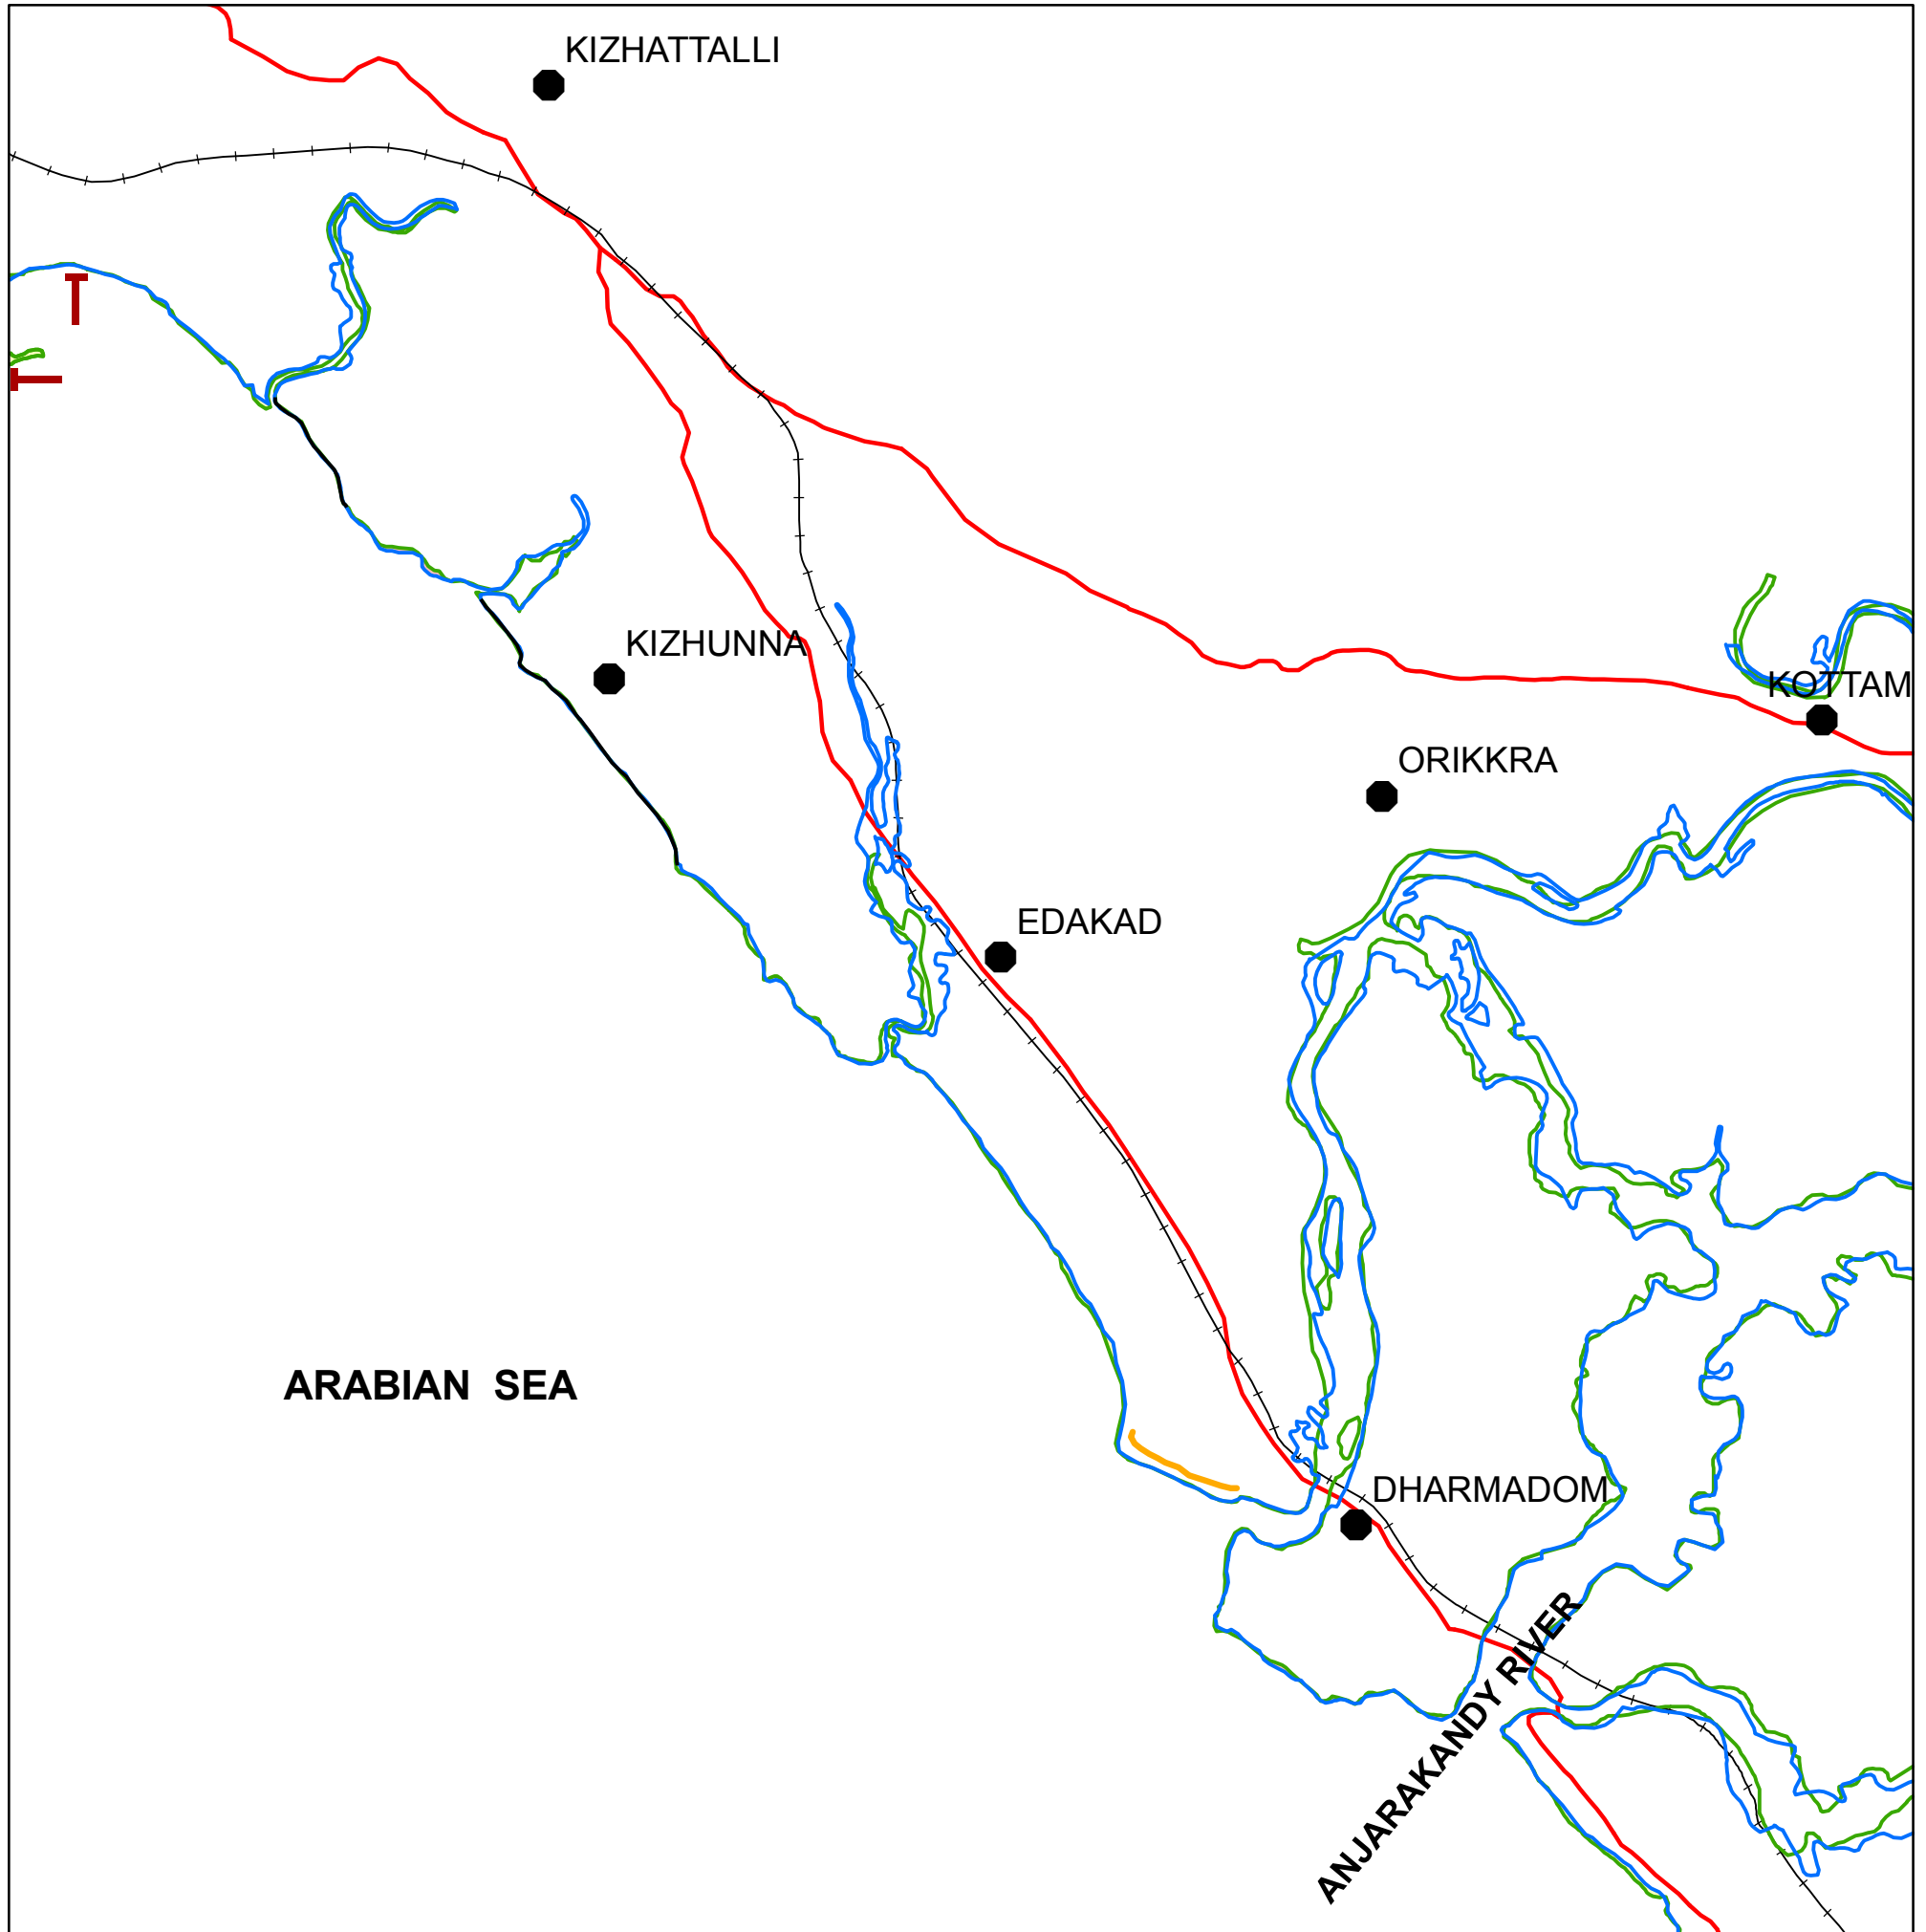 KIZHATTALLI
KIZHUNNA
KOTTAM
ORIKKRA
EDAKAD
ARABIAN SEA
DHARMADOM
ANJARAKANDY RIVER